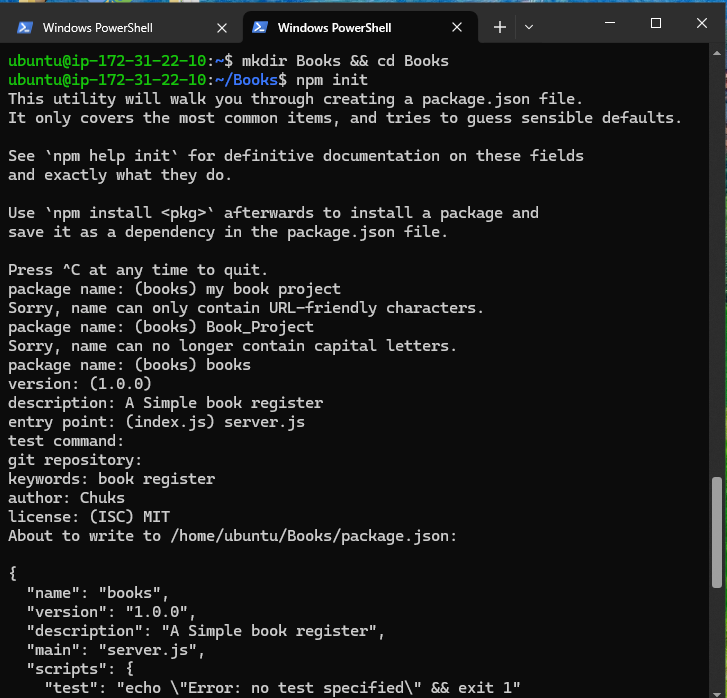 Windows PowerShell
Windows PowerShell
ubuntu@ip-172-31-22-10:~$ mkdir Books && cd Books
ubuntu@ip-172-31-22-10:~/Books$ npm init
This utility will walk you through creating a package.json file.
It only covers the most common items, and tries to guess sensible defaults.

See `npm help init` for definitive documentation on these fields
and exactly what they do.

Use `npm install <pkg>` afterwards to install a package and
save it as a dependency in the package.json file.

Press ^C at any time to quit.
package name: (books) my book project
Sorry, name can only contain URL-friendly characters.
package name: (books) Book_Project
Sorry, name can no longer contain capital letters.
package name: (books) books
version: (1.0.0)
description: A Simple book register
entry point: (index.js) server.js
test command:
git repository:
keywords: book register
author: Chuks
license: (ISC) MIT
About to write to /home/ubuntu/Books/package.json:

{
  "name": "books",
  "version": "1.0.0",
  "description": "A Simple book register",
  "main": "server.js",
  "scripts": {
    "test": "echo \"Error: no test specified\" && exit 1"